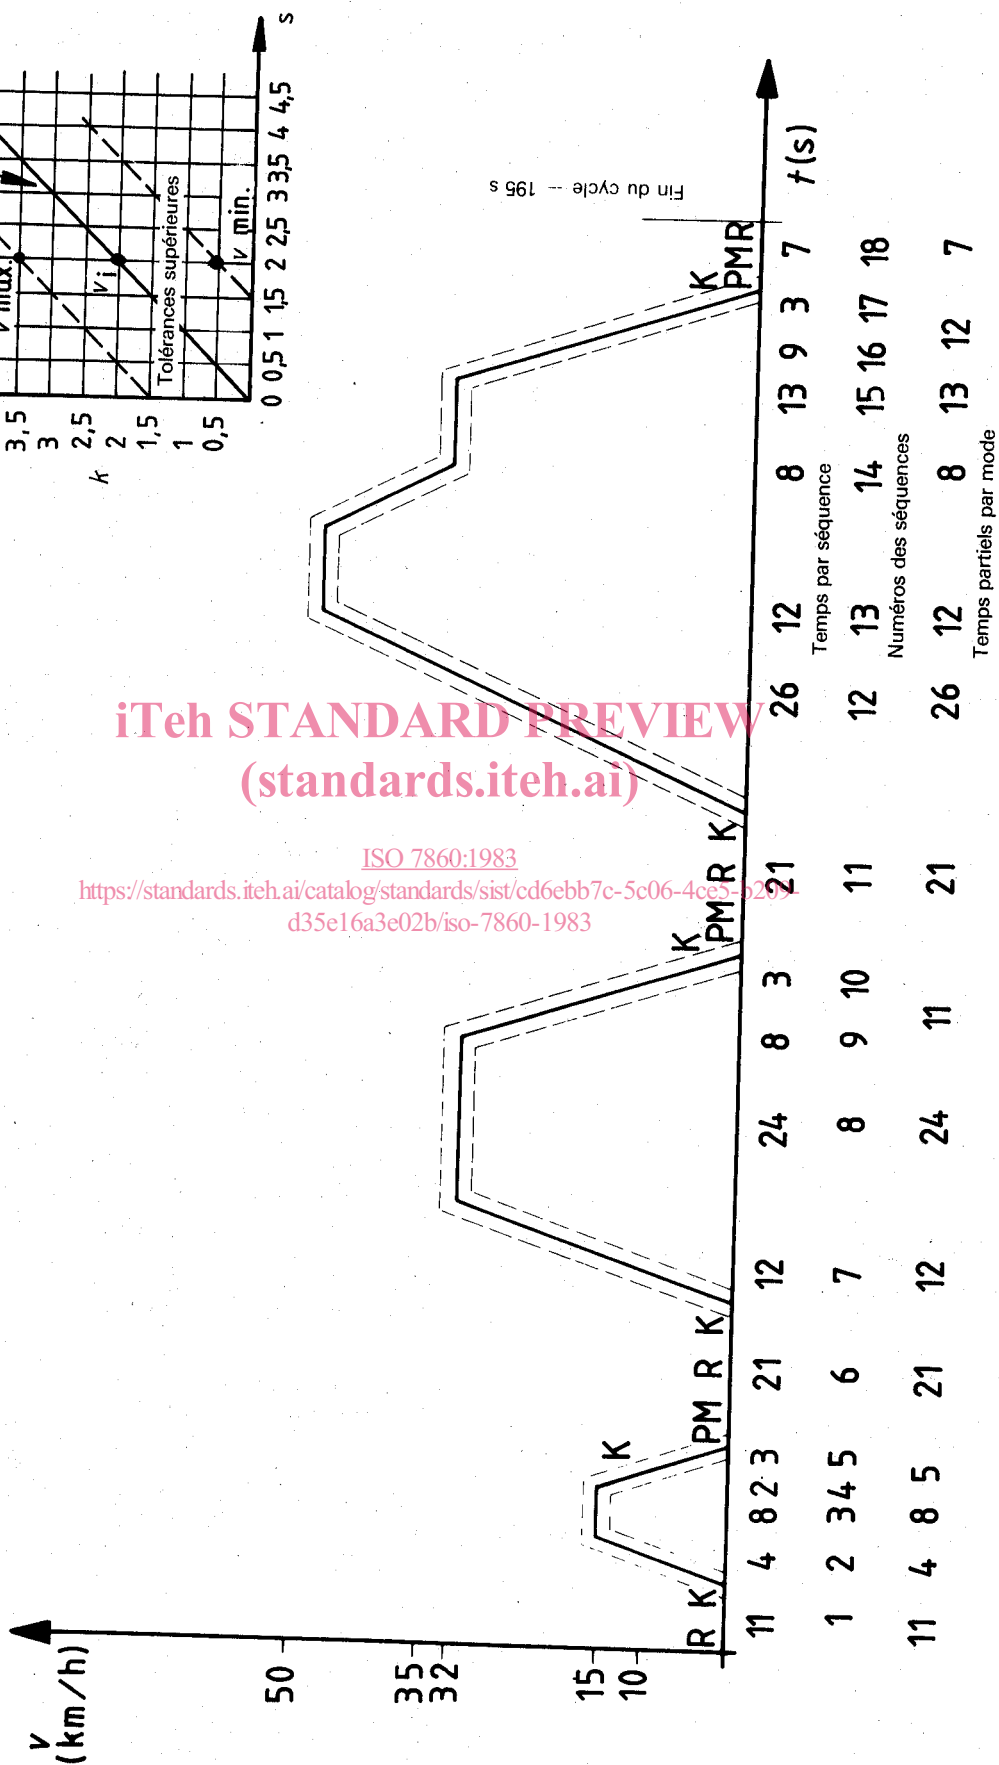 v max.
v i
Tolérances supérieures
v min.
3,5
3
2,5
2
1,5
1
0,5
k
0 0,5 1 1,5 2 2,5 3 3,5 4 4,5
s
v
(km/h)
50
35
32
15
10
Fin du cycle — 195 s
R K
K
PM R K
K
PM R K
K
PM R
t(s)
11 4 8 2 3 21 12 24 8 3 21 26 12 8 13 9 3 7
Temps par séquence
1 2 3 4 5 6 7 8 9 10 11 12 13 14 15 16 17 18
Numéros des séquences
11 4 8 5 21 12 24 11 21 26 12 8 13 12 7
Temps partiels par mode
iTeh STANDARD PREVIEW
(standards.iteh.ai)
ISO 7860:1983
https://standards.iteh.ai/catalog/standards/sist/cd6ebb7c-5c06-4ce5-b209-
d35e16a3e02b/iso-7860-1983